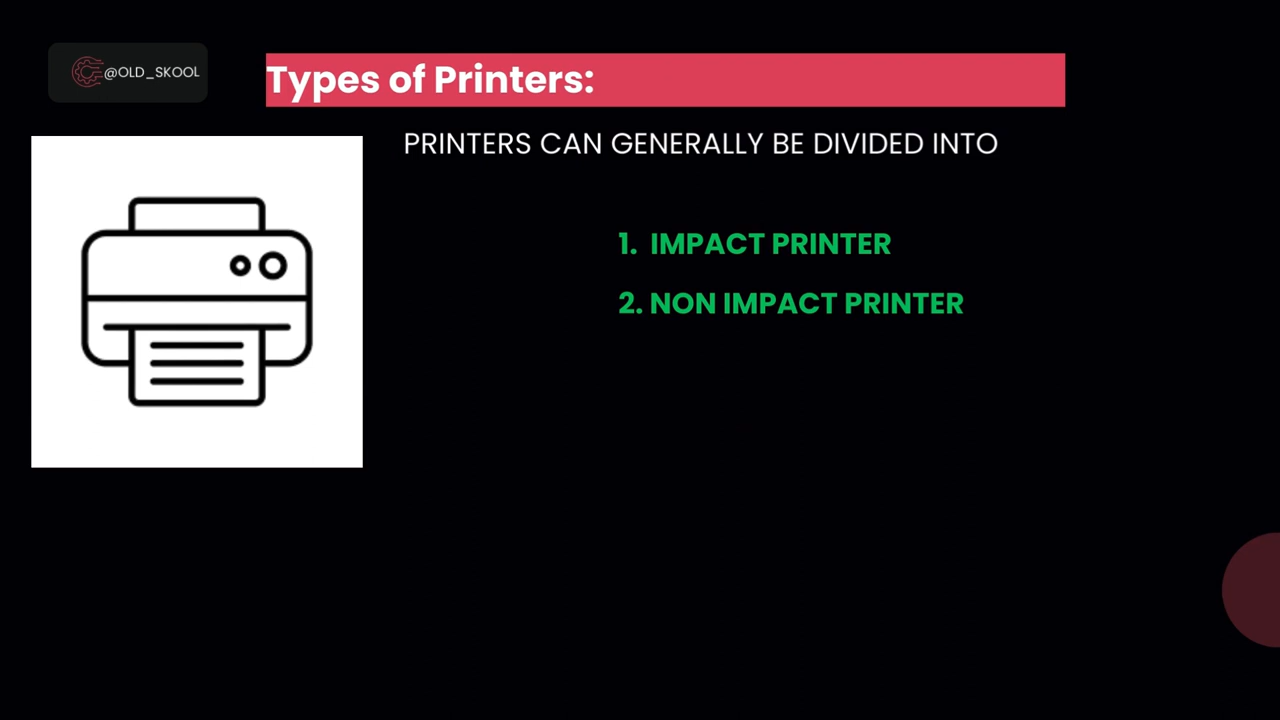 @OLD_SKOOL
Types of Printers:
PRINTERS CAN GENERALLY BE DIVIDED INTO
1. IMPACT PRINTER
2. NON IMPACT PRINTER